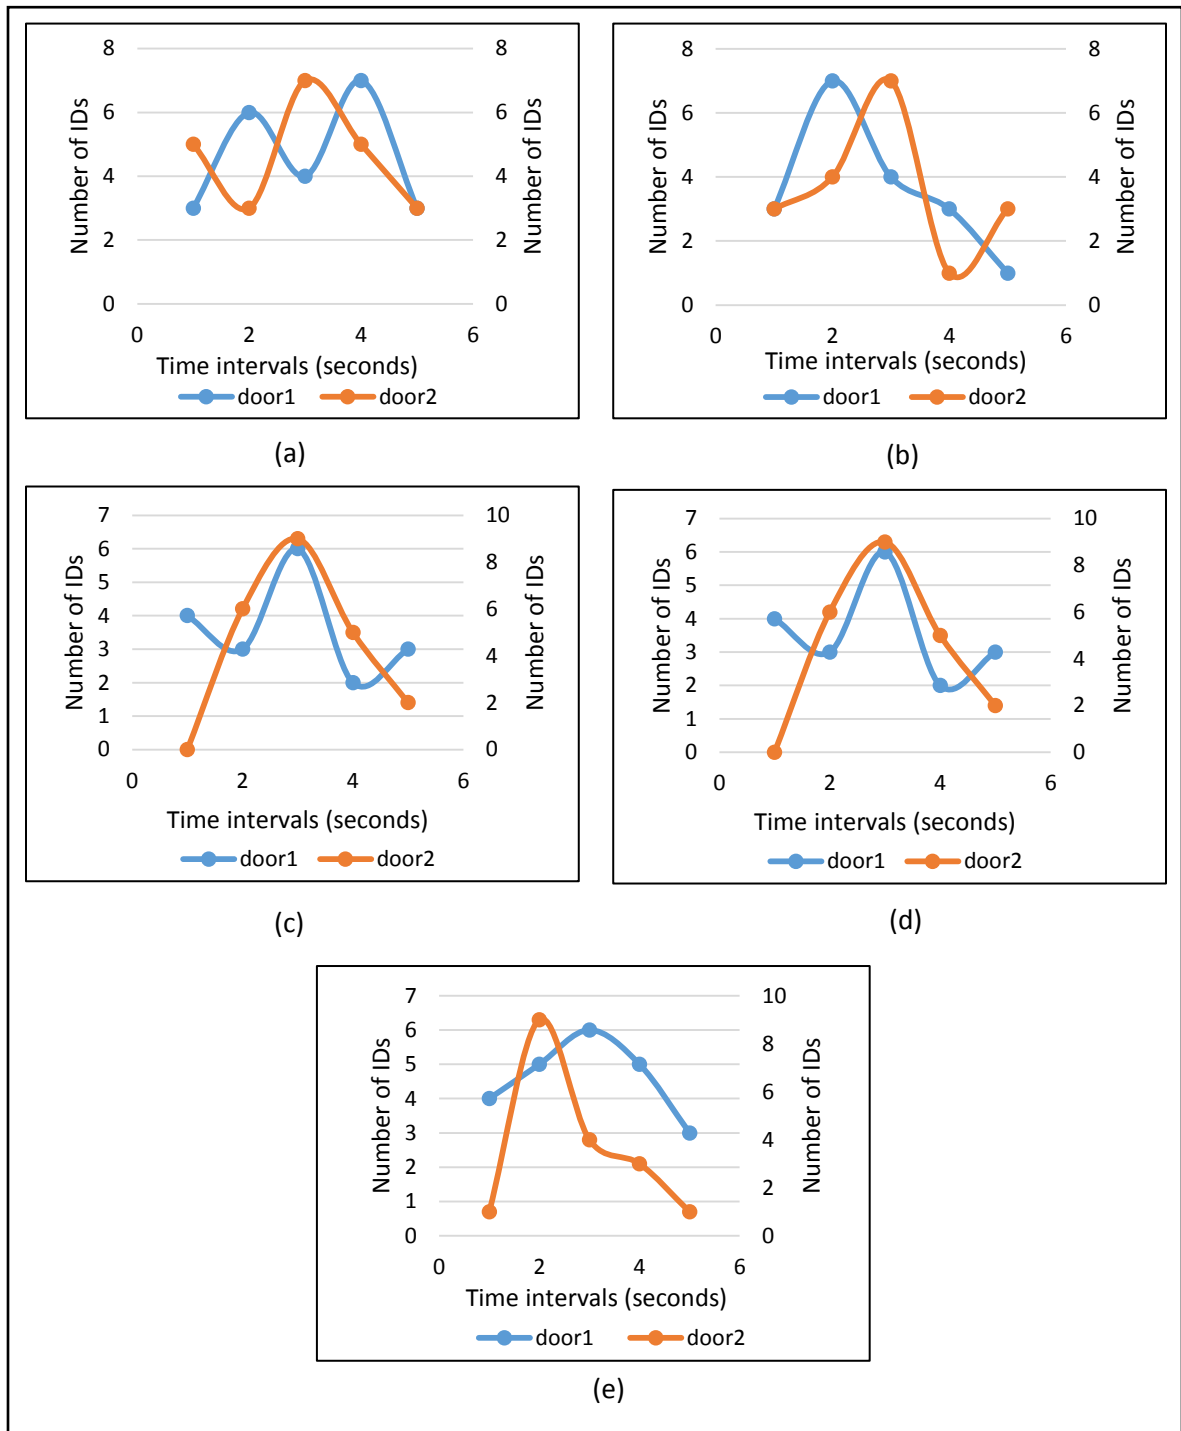 8
6
4
2
0
Number of IDs
8
6
4
2
0
Number of IDs
0 2 4 6
Time intervals (seconds)
door1 door2
(a)
8
6
4
2
0
Number of IDs
8
6
4
2
0
Number of IDs
0 2 4 6
Time intervals (seconds)
door1 door2
(b)
7
6
5
4
3
2
1
0
Number of IDs
10
8
6
4
2
0
Number of IDs
0 2 4 6
Time intervals (seconds)
door1 door2
(c)
7
6
5
4
3
2
1
0
Number of IDs
10
8
6
4
2
0
Number of IDs
0 2 4 6
Time intervals (seconds)
door1 door2
(d)
7
6
5
4
3
2
1
0
Number of IDs
10
8
6
4
2
0
Number of IDs
0 2 4 6
Time intervals (seconds)
door1 door2
(e)